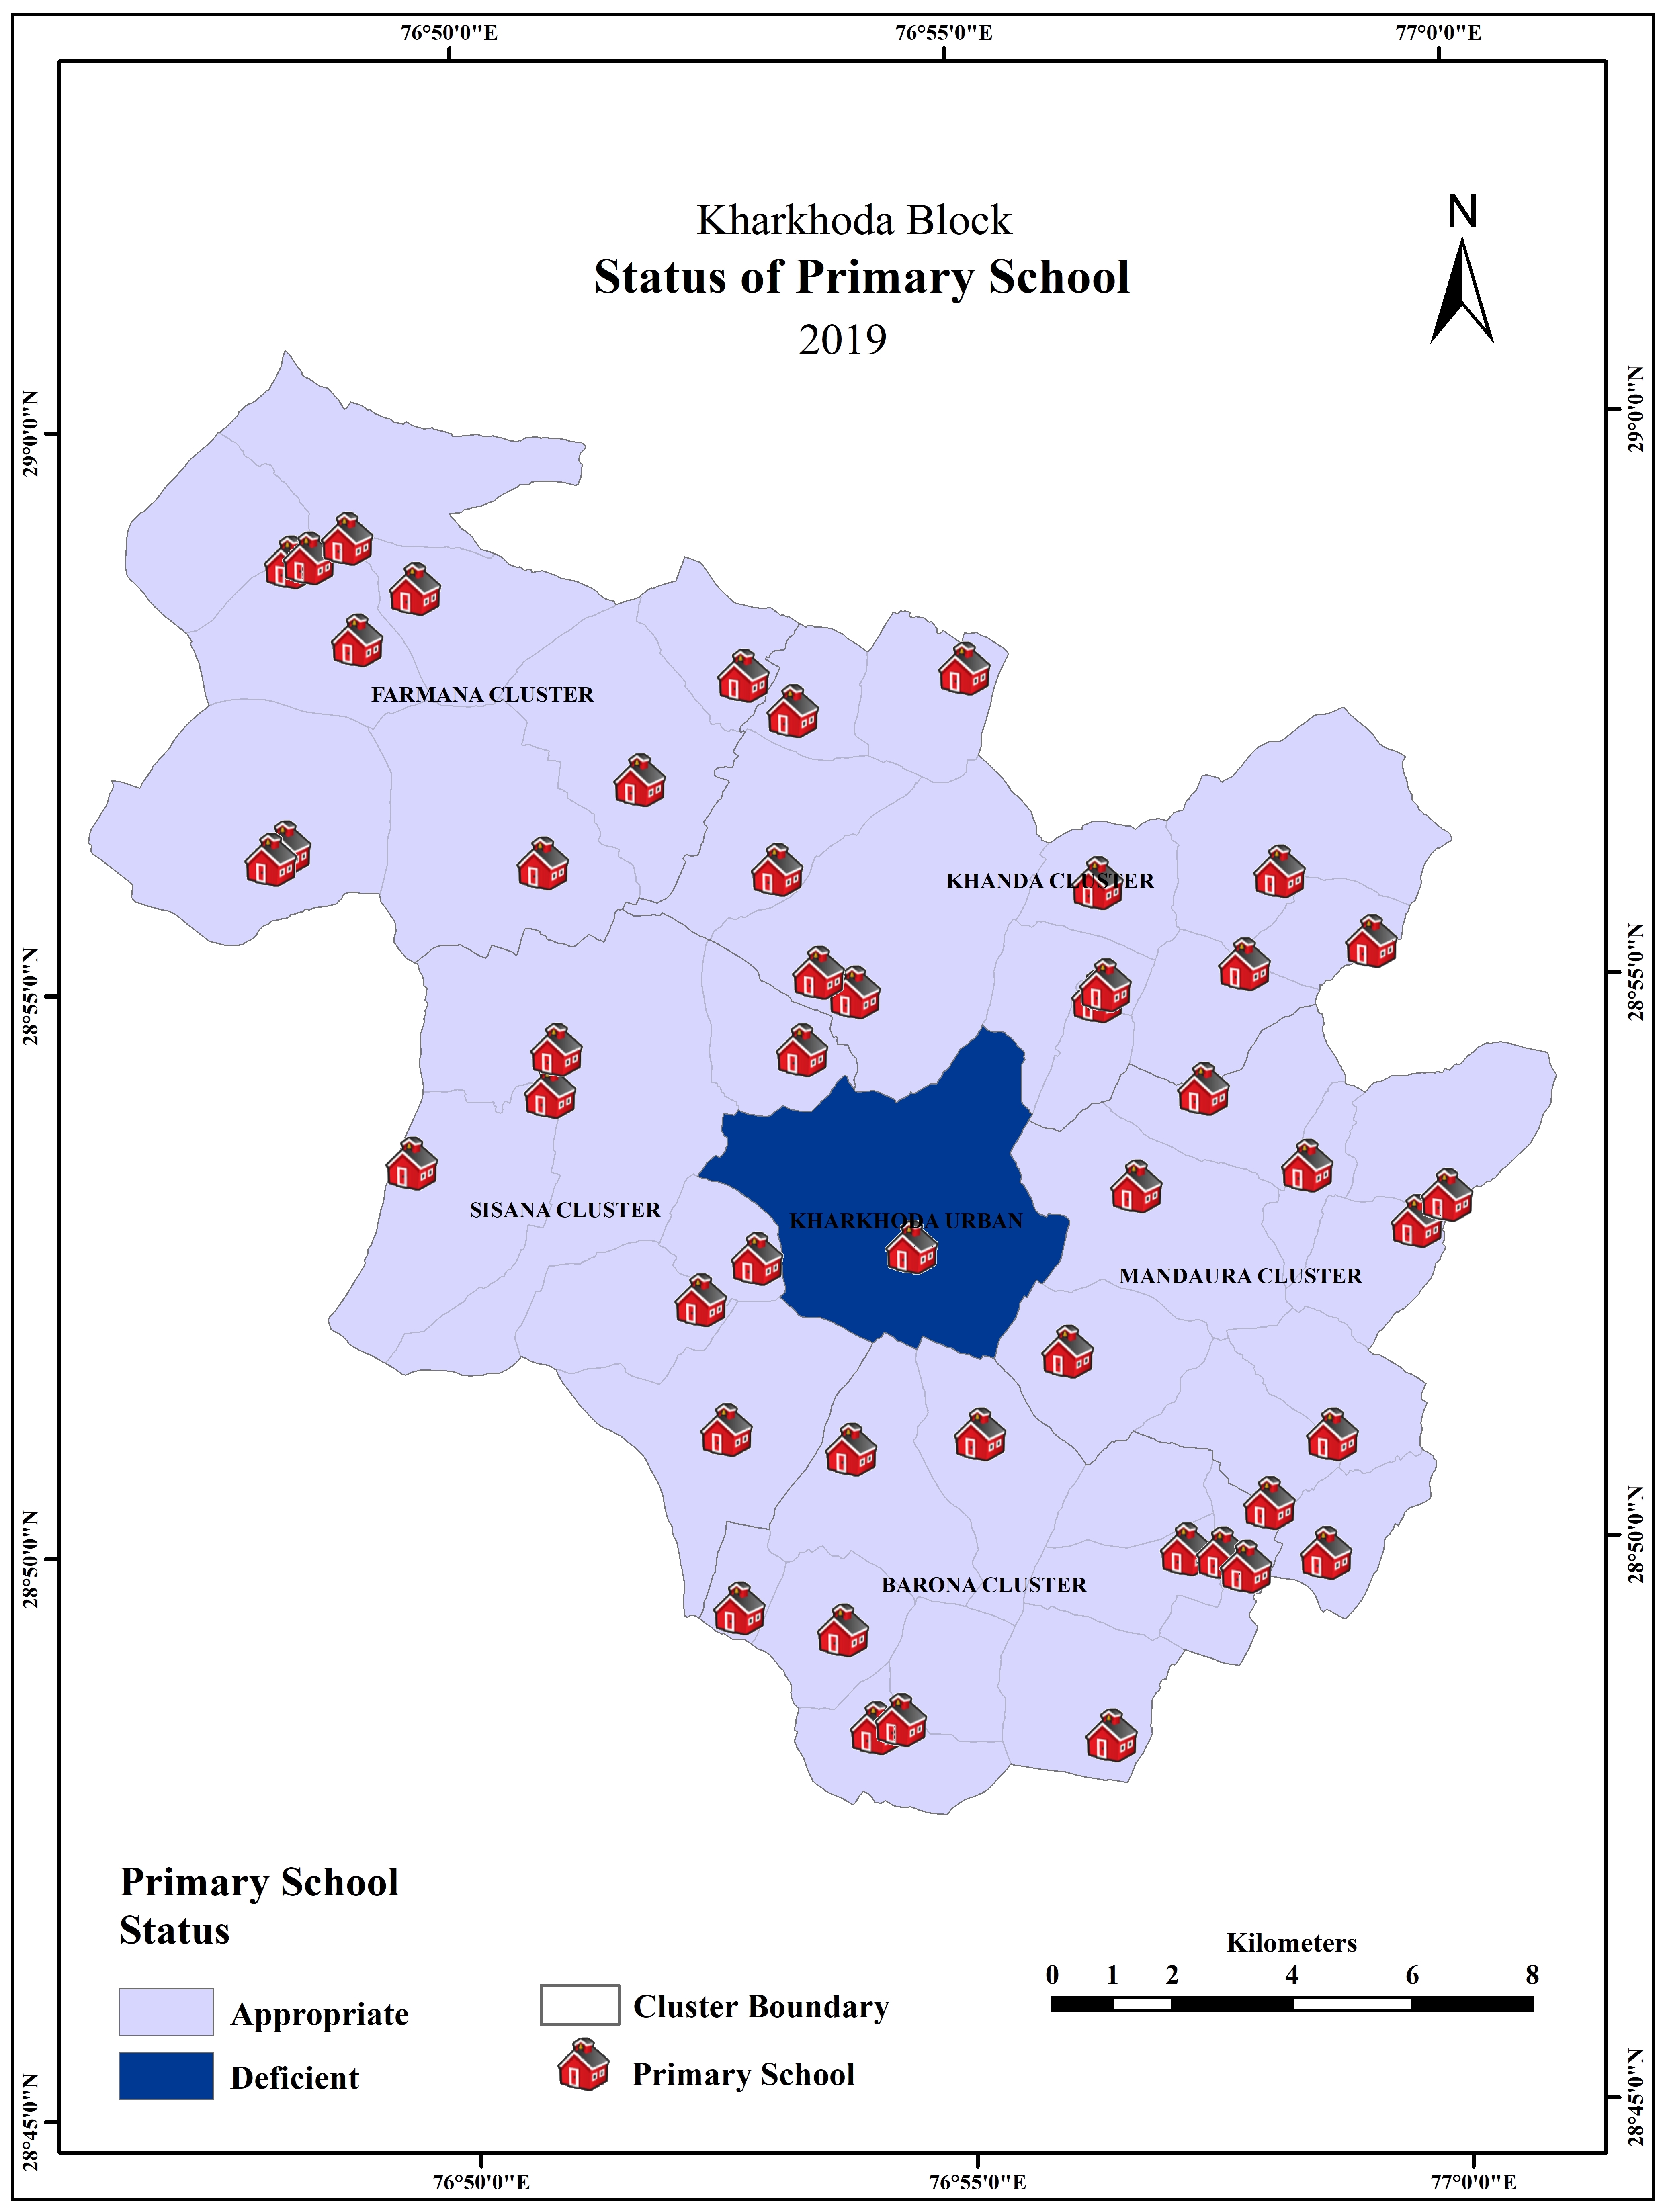 76°50'0"E
76°55'0"E
77°0'0"E
Kharkhoda Block
Status of Primary School
2019
N
29°0'0"N
29°0'0"N
FARMANA CLUSTER
KHANDA CLUSTER
28°55'0"N
28°55'0"N
SISANA CLUSTER
KHARKHODA URBAN
MANDAURA CLUSTER
28°50'0"N
28°50'0"N
BARONA CLUSTER
Primary School
Status
Appropriate
Deficient
Cluster Boundary
Primary School
Kilometers
0 1 2 4 6 8
28°45'0"N
28°45'0"N
76°50'0"E
76°55'0"E
77°0'0"E